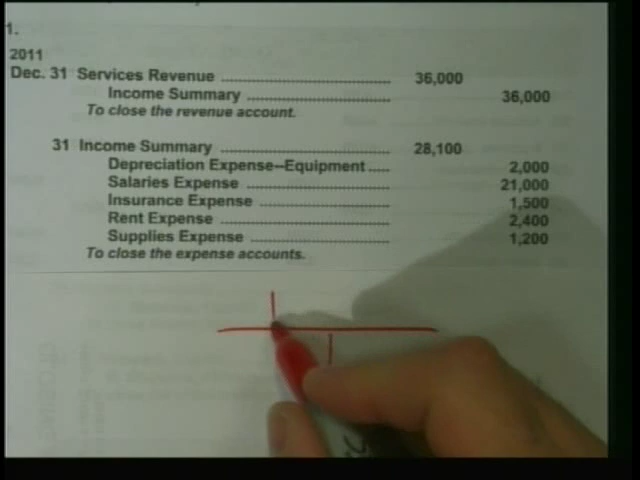 1.
2011
Dec. 31 Services Revenue ........................................ 36,000
Income Summary .................................. 36,000
To close the revenue account.
31 Income Summary ........................................ 28,100
Depreciation Expense--Equipment ..... 2,000
Salaries Expense .................................. 21,000
Insurance Expense ............................... 1,500
Rent Expense ........................................ 2,400
Supplies Expense ................................. 1,200
To close the expense accounts.